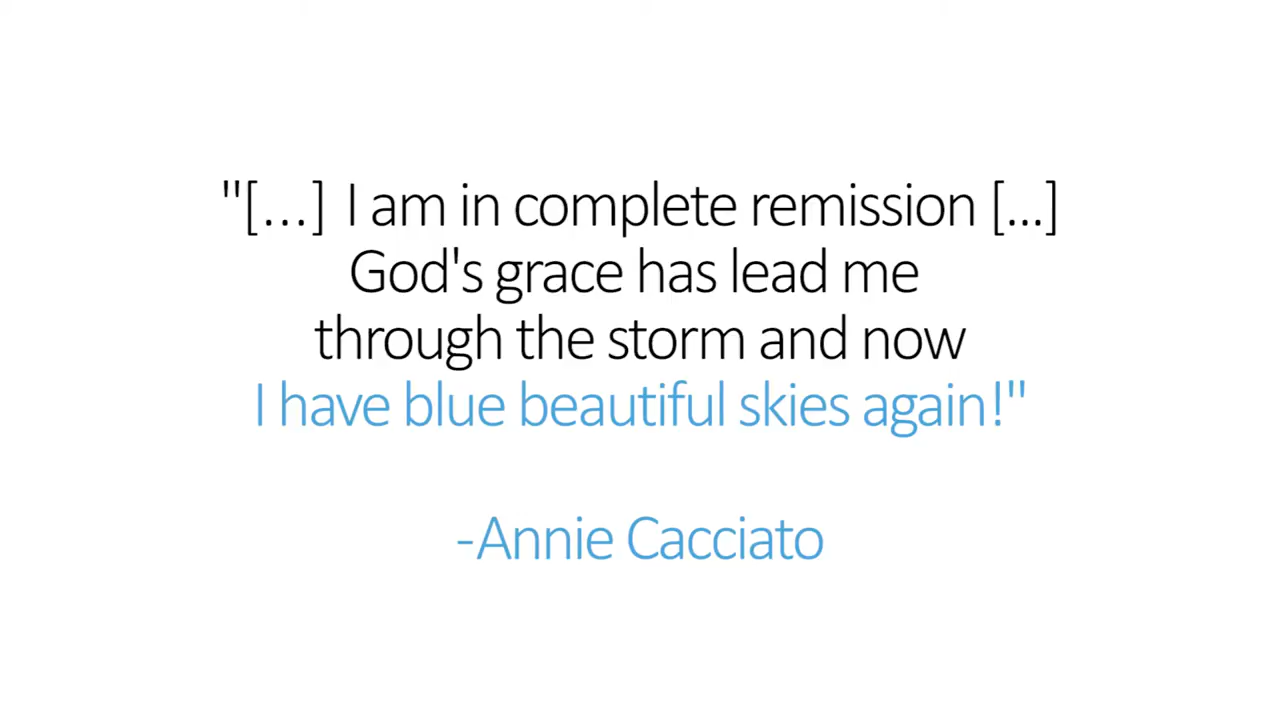 "[…] I am in complete remission [...]
God's grace has lead me
through the storm and now
I have blue beautiful skies again!"
-Annie Cacciato